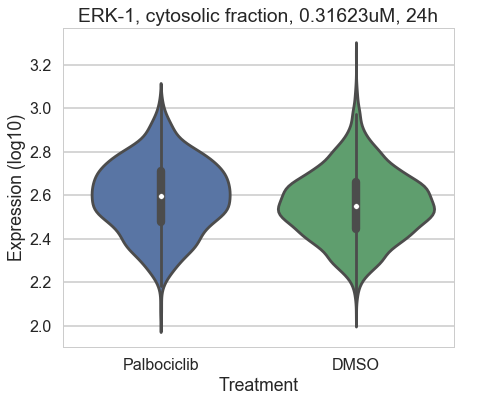 ERK-1, cytosolic fraction, 0.31623uM, 24h
Expression (log10)
3.2
3.0
2.8
2.6
2.4
2.2
2.0
Palbociclib DMSO
Treatment